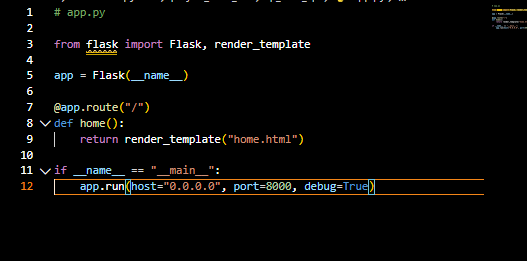 1 # app.py
2
3 from flask import Flask, render_template
4
5 app = Flask(__name__)
6
7 @app.route("/")
8 def home():
9     return render_template("home.html")
10
11 if __name__ == "__main__":
12     app.run(host="0.0.0.0", port=8000, debug=True)